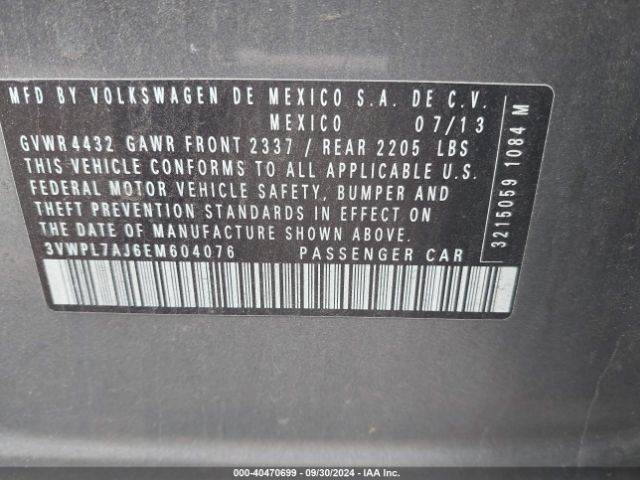 MFD BY VOLKSWAGEN DE MEXICO S.A. DE C.V.
MEXICO 07/13
GVWR 4432 GAWR FRONT 2337 / REAR 2205 LBS
THIS VEHICLE CONFORMS TO ALL APPLICABLE U.S.
FEDERAL MOTOR VEHICLE SAFETY, BUMPER AND
THEFT PREVENTION STANDARDS IN EFFECT ON
THE DATE OF MANUFACTURE SHOWN ABOVE.
3VWPL7AJ6EM604076 PASSENGER CAR
3215059 1084 M
000-40470699 - 09/30/2024 - IAA Inc.